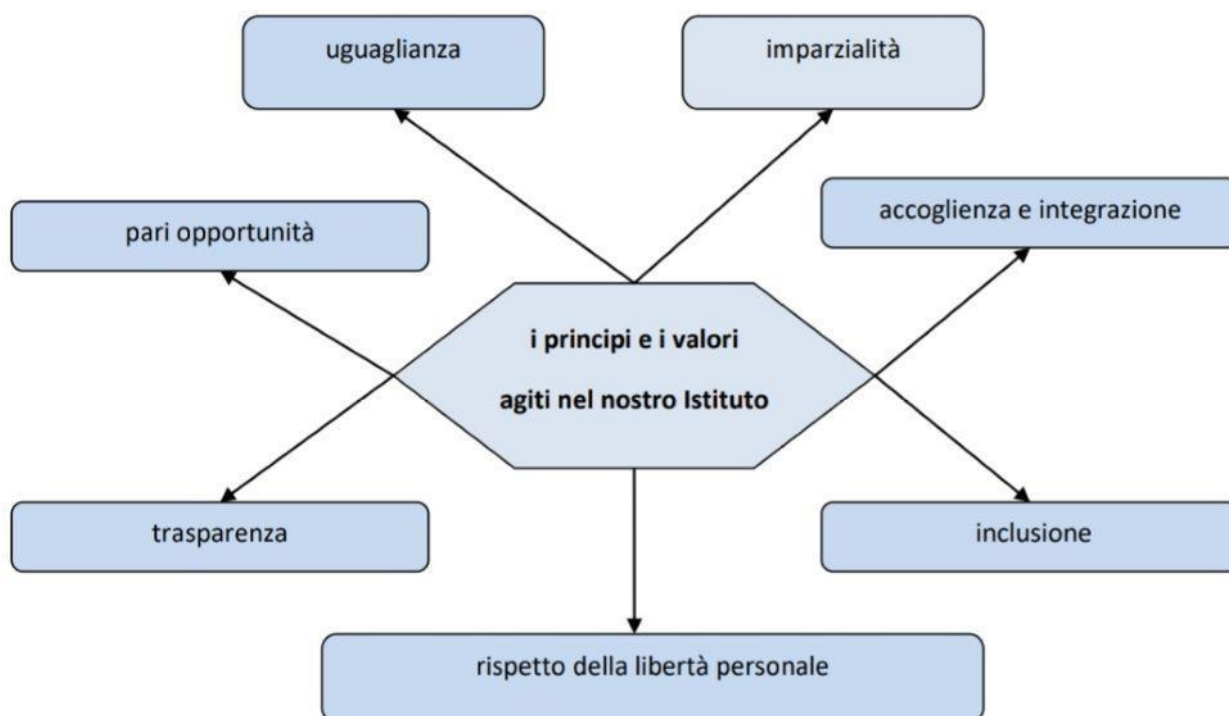 uguaglianza
imparzialità
pari opportunità
accoglienza e integrazione
i principi e i valori
agiti nel nostro Istituto
trasparenza
inclusione
rispetto della libertà personale